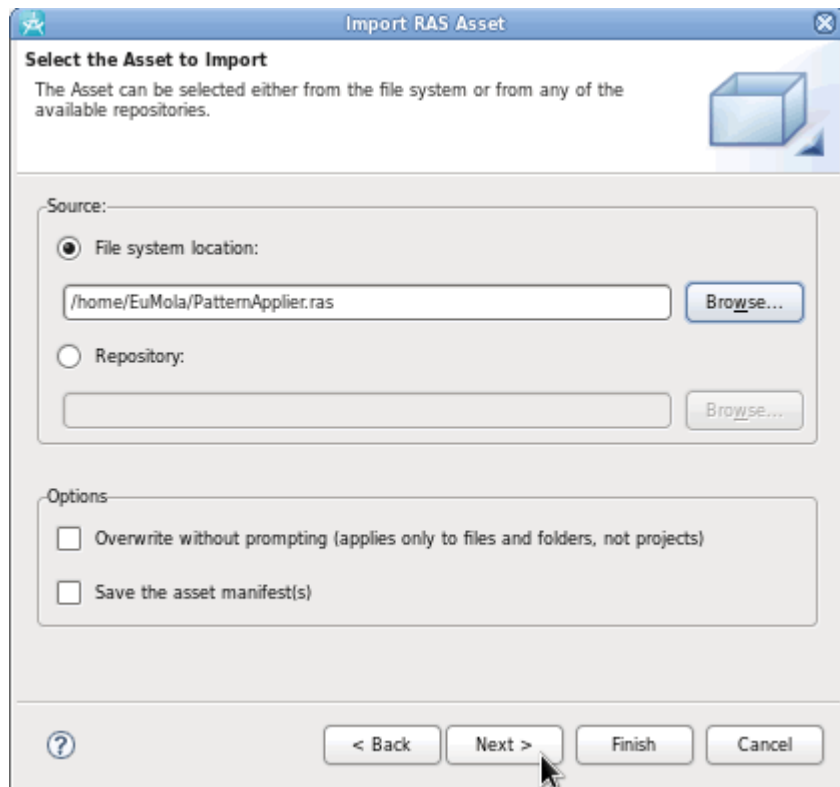 Import RAS Asset
Select the Asset to Import
The Asset can be selected either from the file system or from any of the
available repositories.
Source:
File system location:
/home/EuMola/PatternApplier.ras
Browse...
Repository:
Browse...
Options
Overwrite without prompting (applies only to files and folders, not projects)
Save the asset manifest(s)
?
< Back
Next >
Finish
Cancel